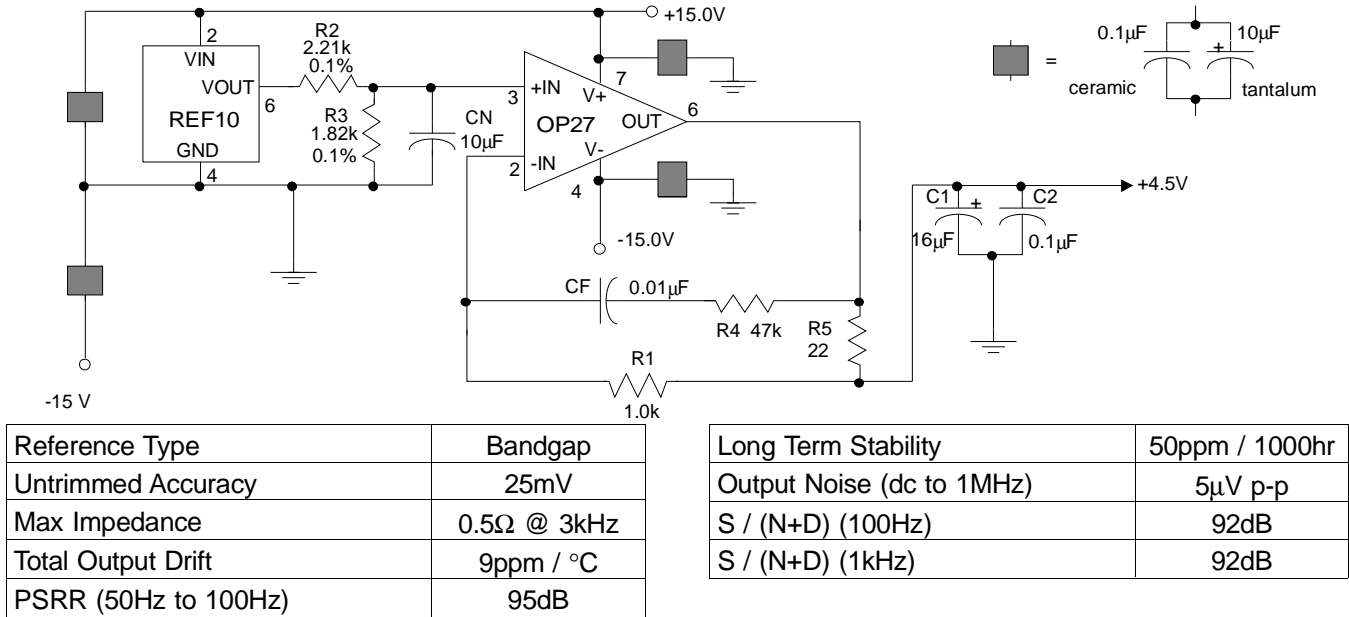 +15.0V
2
VIN
VOUT
6
REF10
GND
4
R2
2.21k
0.1%
R3
1.82k
0.1%
CN
10μF
3
+IN
7
V+
OP27
OUT
6
V-
2
-IN
4
-15.0V
0.1μF
+
10μF
=
ceramic
tantalum
+4.5V
C1
+
C2
16μF
0.1μF
CF
0.01μF
R4 47k
R5
22
R1
1.0k
-15 V
Reference Type Bandgap
Untrimmed Accuracy 25mV
Max Impedance 0.5Ω @ 3kHz
Total Output Drift 9ppm / °C
PSRR (50Hz to 100Hz) 95dB
Long Term Stability 50ppm / 1000hr
Output Noise (dc to 1MHz) 5μV p-p
S / (N+D) (100Hz) 92dB
S / (N+D) (1kHz) 92dB